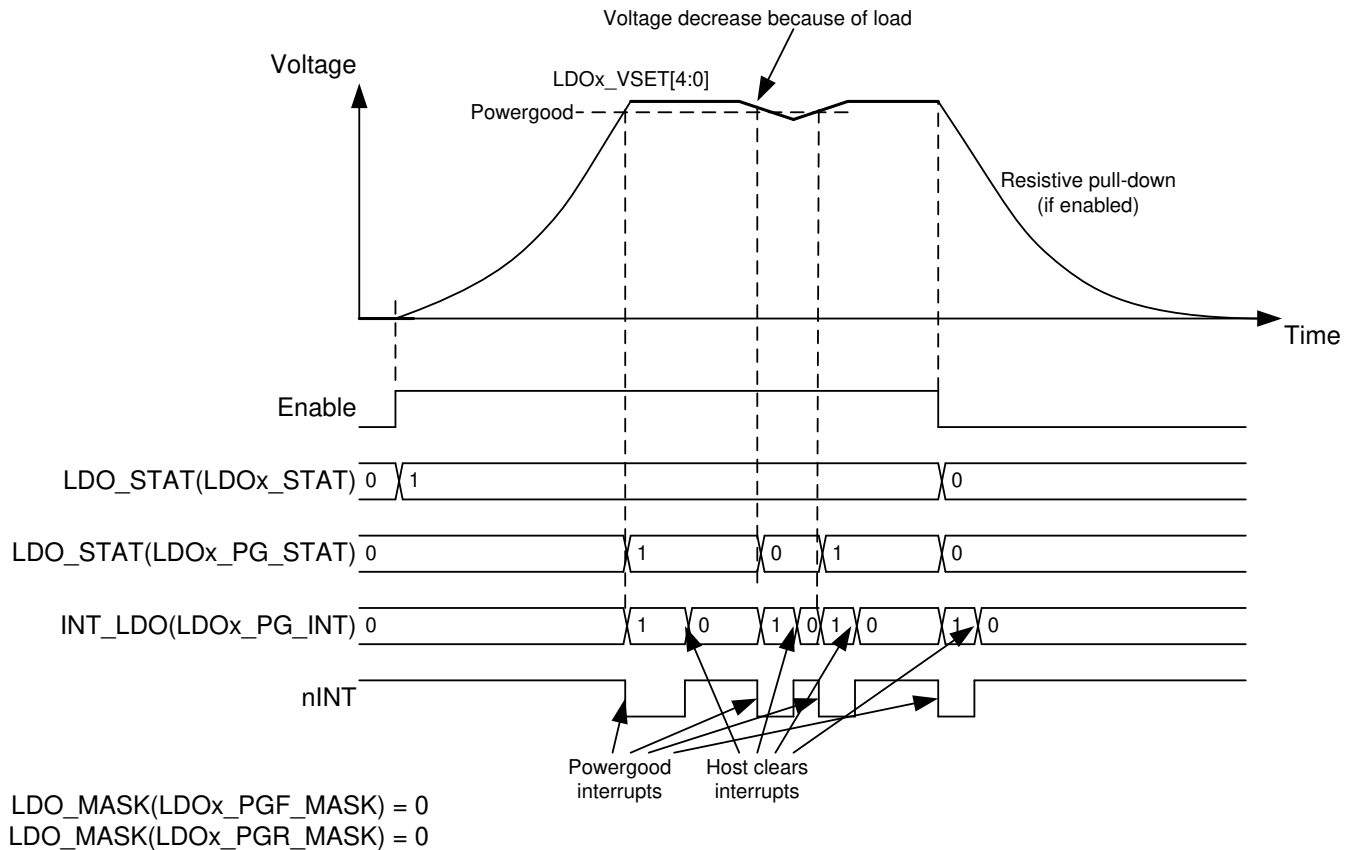 Voltage decrease because of load
Voltage
LDOx_VSET[4:0]
Powergood
Resistive pull-down
(if enabled)
Time
Enable
LDO_STAT(LDOx_STAT) 0 1 0
LDO_STAT(LDOx_PG_STAT) 0 1 0 1 0
INT_LDO(LDOx_PG_INT) 0 1 0 1 0 1 0 1 0
nINT
Powergood
interrupts
Host clears
interrupts
LDO_MASK(LDOx_PGF_MASK) = 0
LDO_MASK(LDOx_PGR_MASK) = 0